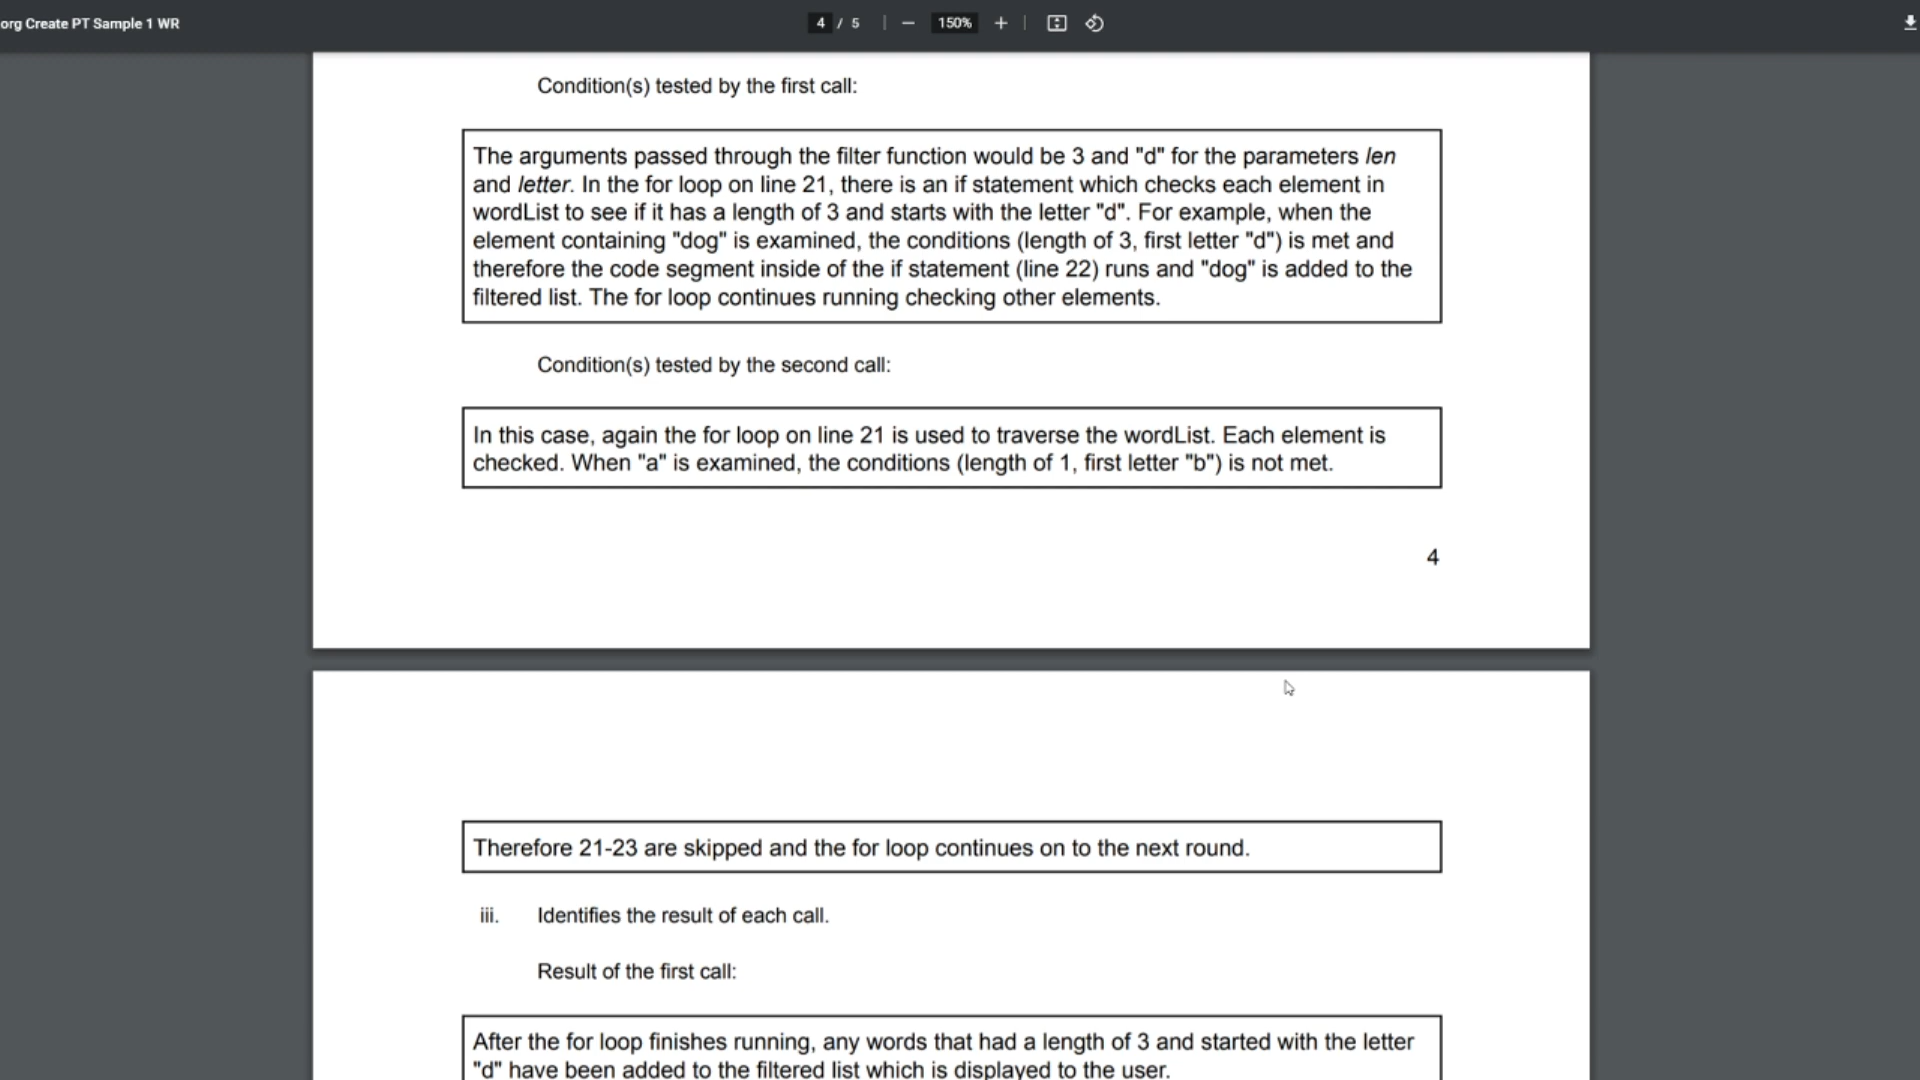 org Create PT Sample 1 WR
4 / 5
150%
Condition(s) tested by the first call:
The arguments passed through the filter function would be 3 and "d" for the parameters len
and letter. In the for loop on line 21, there is an if statement which checks each element in
wordList to see if it has a length of 3 and starts with the letter "d". For example, when the
element containing "dog" is examined, the conditions (length of 3, first letter "d") is met and
therefore the code segment inside of the if statement (line 22) runs and "dog" is added to the
filtered list. The for loop continues running checking other elements.
Condition(s) tested by the second call:
In this case, again the for loop on line 21 is used to traverse the wordList. Each element is
checked. When "a" is examined, the conditions (length of 1, first letter "b") is not met.
4
Therefore 21-23 are skipped and the for loop continues on to the next round.
iii. Identifies the result of each call.
Result of the first call:
After the for loop finishes running, any words that had a length of 3 and started with the letter
"d" have been added to the filtered list which is displayed to the user.